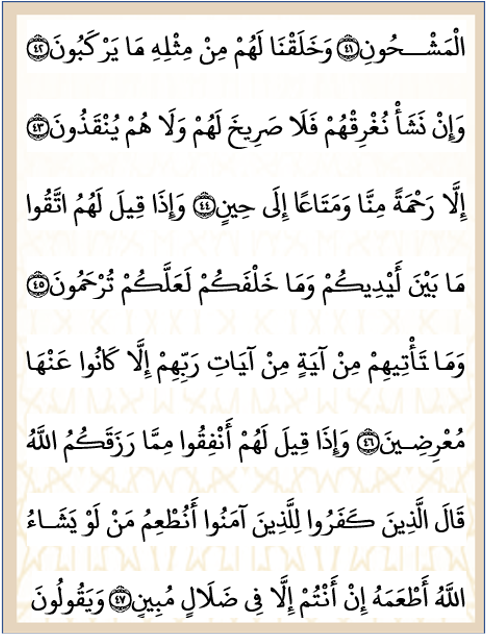 الْمَشْحُونِ ﴿٤١﴾ وَخَلَقْنَا لَهُمْ مِنْ مِثْلِهِ مَا يَرْكَبُونَ ﴿٤٢﴾
وَإِنْ نَشَأْ نُغْرِقْهُمْ فَلَا صَرِيخَ لَهُمْ وَلَا هُمْ يُنْقَذُونَ ﴿٤٣﴾
إِلَّا رَحْمَةً مِنَّا وَمَتَاعًا إِلَى حِينٍ ﴿٤٤﴾ وَإِذَا قِيلَ لَهُمُ اتَّقُوا
مَا بَيْنَ أَيْدِيكُمْ وَمَا خَلْفَكُمْ لَعَلَّكُمْ تُرْحَمُونَ ﴿٤٥﴾
وَمَا تَأْتِيهِمْ مِنْ آيَةٍ مِنْ آيَاتِ رَبِّهِمْ إِلَّا كَانُوا عَنْهَا
مُعْرِضِينَ ﴿٤٦﴾ وَإِذَا قِيلَ لَهُمْ أَنْفِقُوا مِمَّا رَزَقَكُمُ اللَّهُ
قَالَ الَّذِينَ كَفَرُوا لِلَّذِينَ آمَنُوا أَنُطْعِمُ مَنْ لَوْ يَشَاءُ
اللَّهُ أَطْعَمَهُ إِنْ أَنْتُمْ إِلَّا فِي ضَلَالٍ مُبِينٍ ﴿٤٧﴾ وَيَقُولُونَ